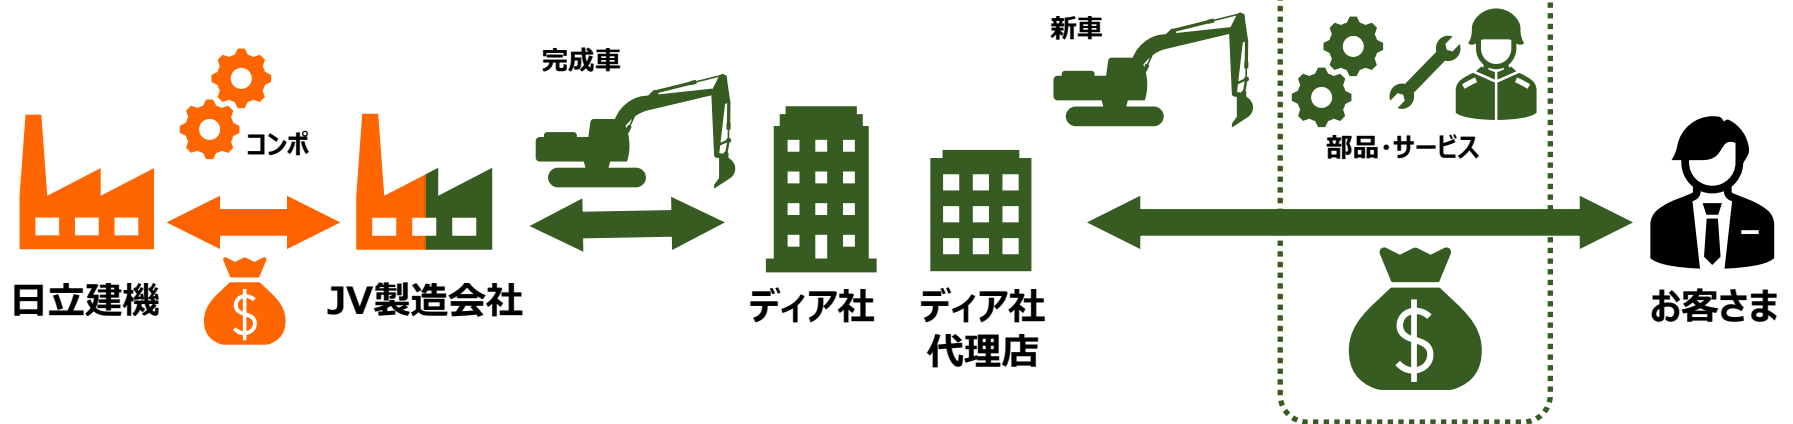 日立建機
コンポ
$
JV製造会社
完成車
ディア社
ディア社
代理店
新車
部品・サービス
$
お客さま